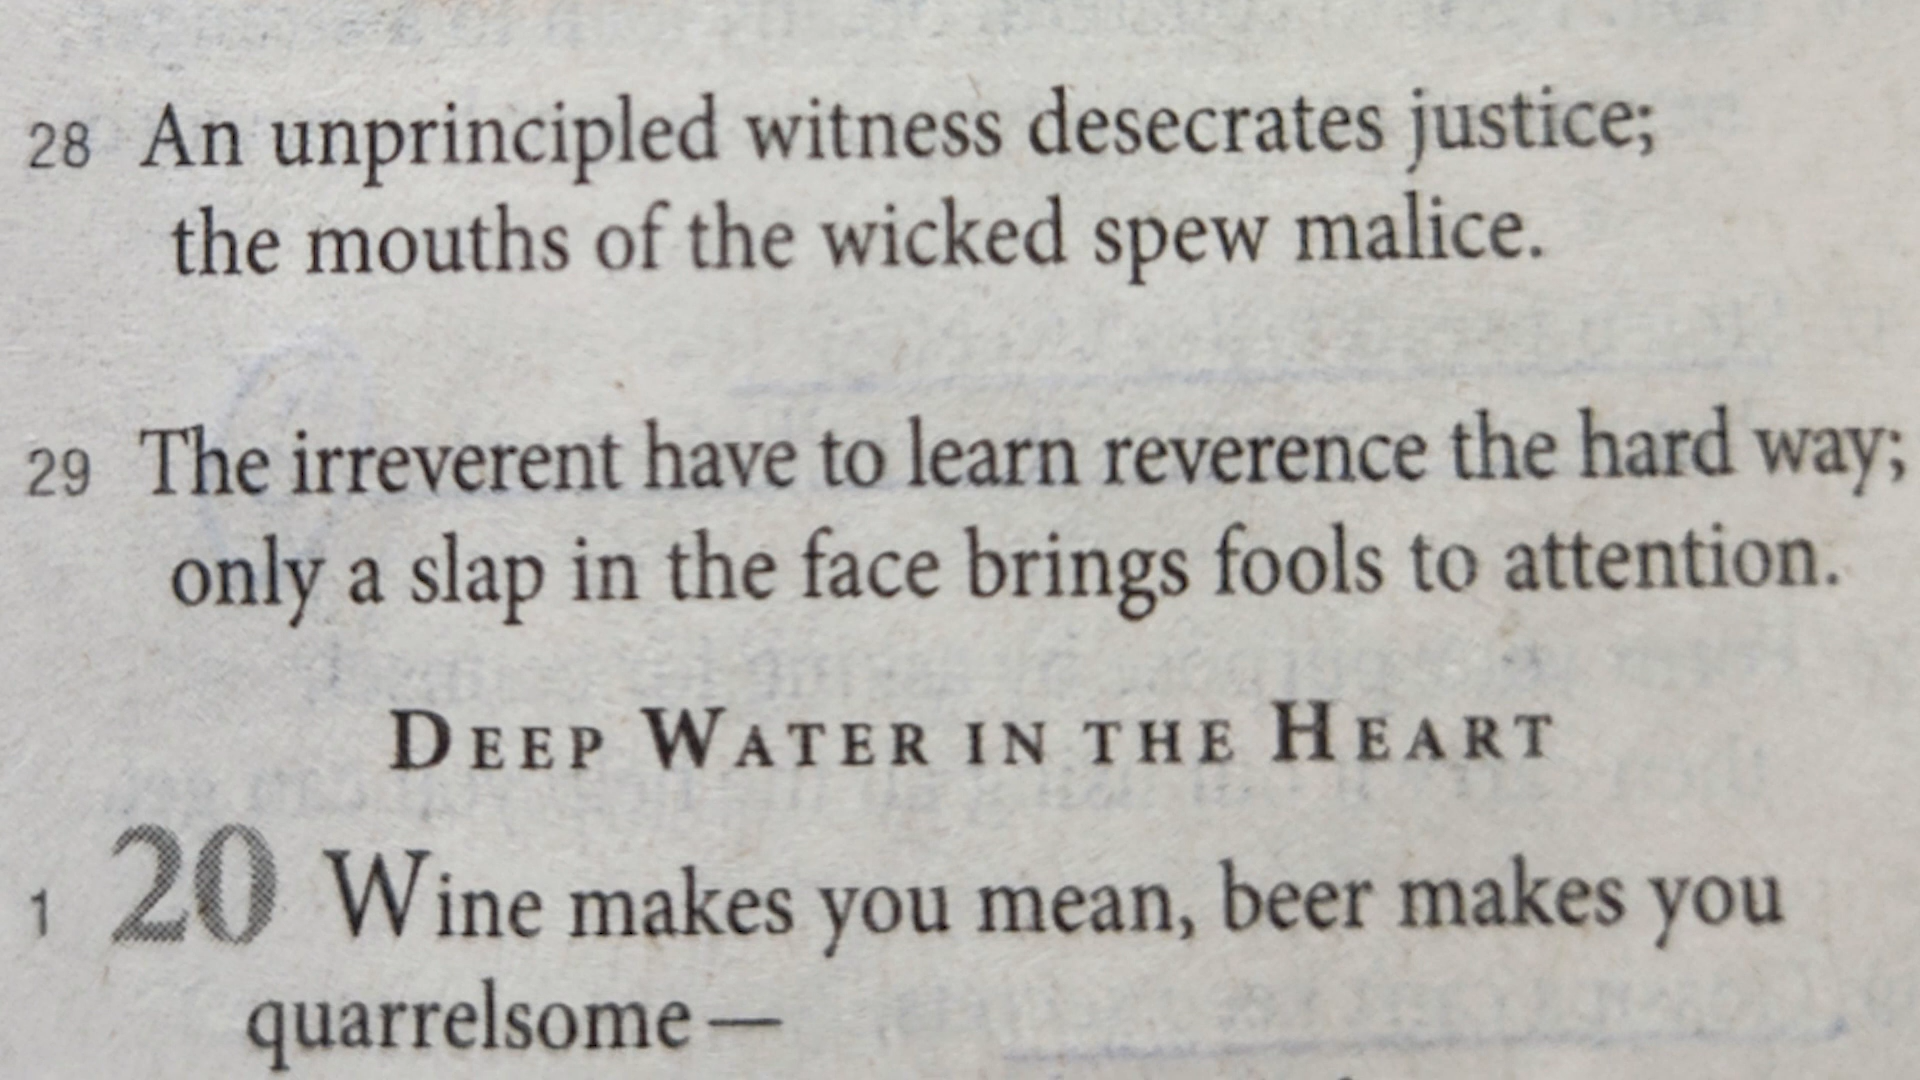 28 An unprincipled witness desecrates justice;
the mouths of the wicked spew malice.
29 The irreverent have to learn reverence the hard way;
only a slap in the face brings fools to attention.
DEEP WATER IN THE HEART
1 20 Wine makes you mean, beer makes you
quarrelsome—